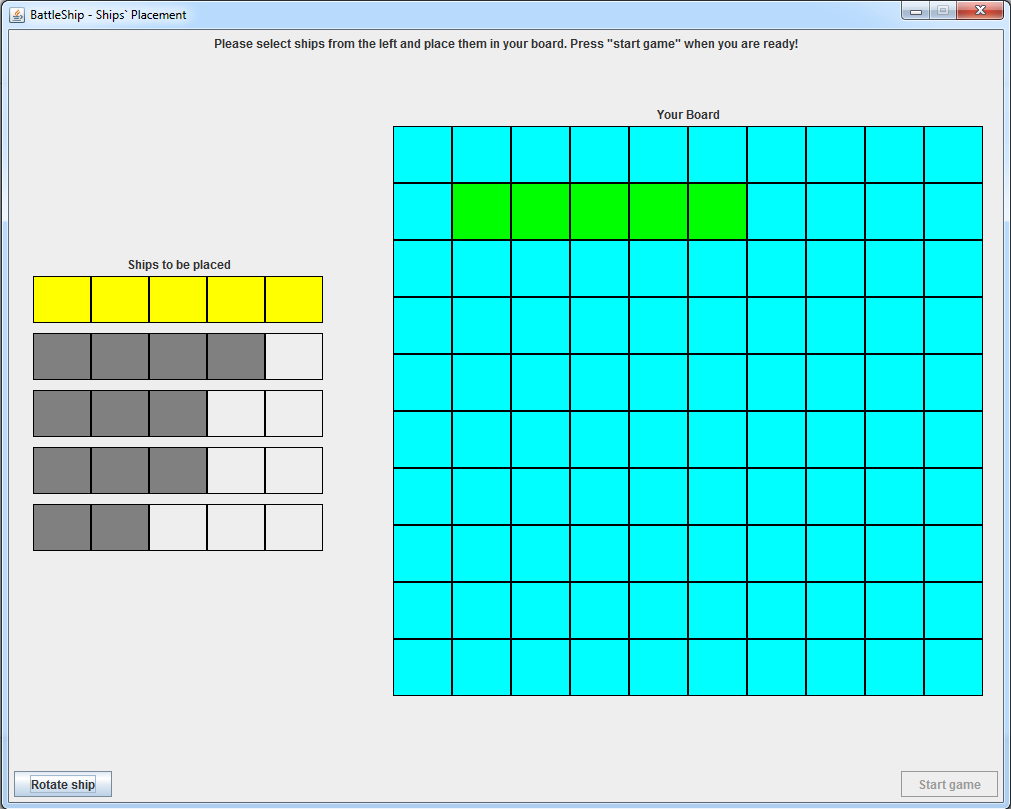 BattleShip - Ships` Placement
Please select ships from the left and place them in your board. Press "start game" when you are ready!
Your Board
Ships to be placed
Rotate ship
Start game